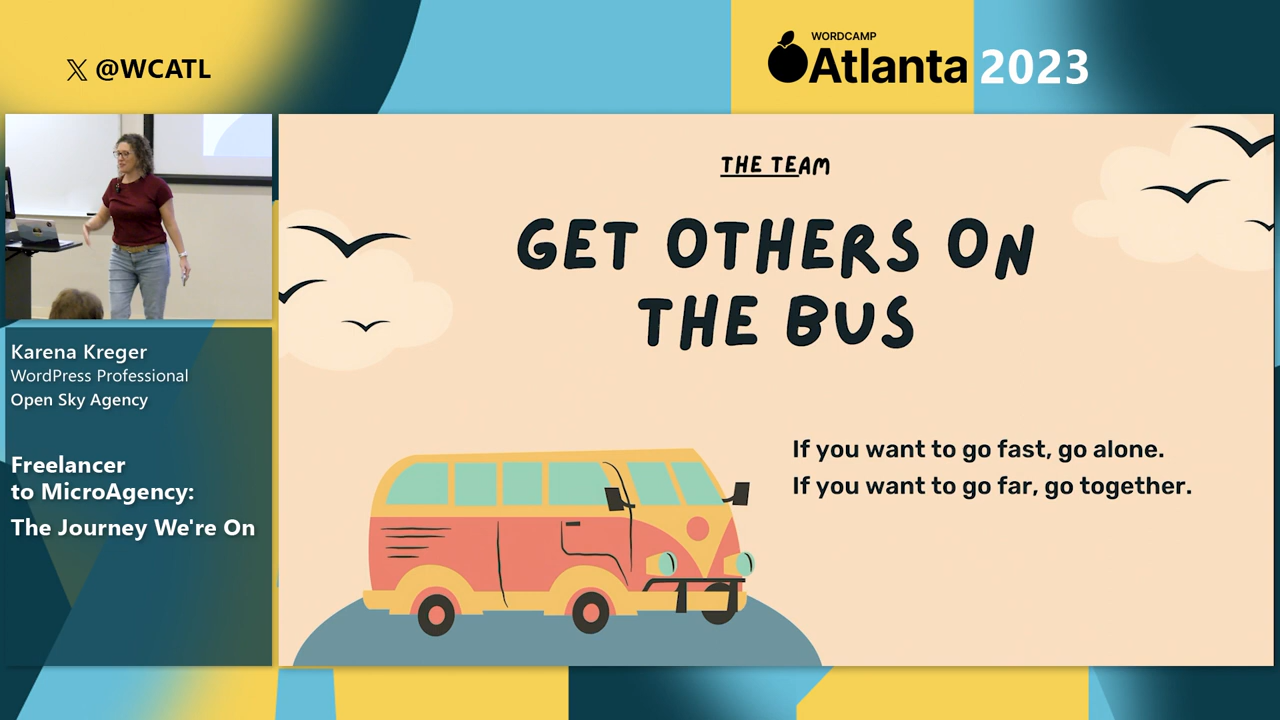 𝕏 @WCATL
WORDCAMP
Atlanta 2023
THE TEAM
GET OTHERS ON
THE BUS
If you want to go fast, go alone.
If you want to go far, go together.
Karena Kreger
WordPress Professional
Open Sky Agency
Freelancer
to MicroAgency:
The Journey We're On